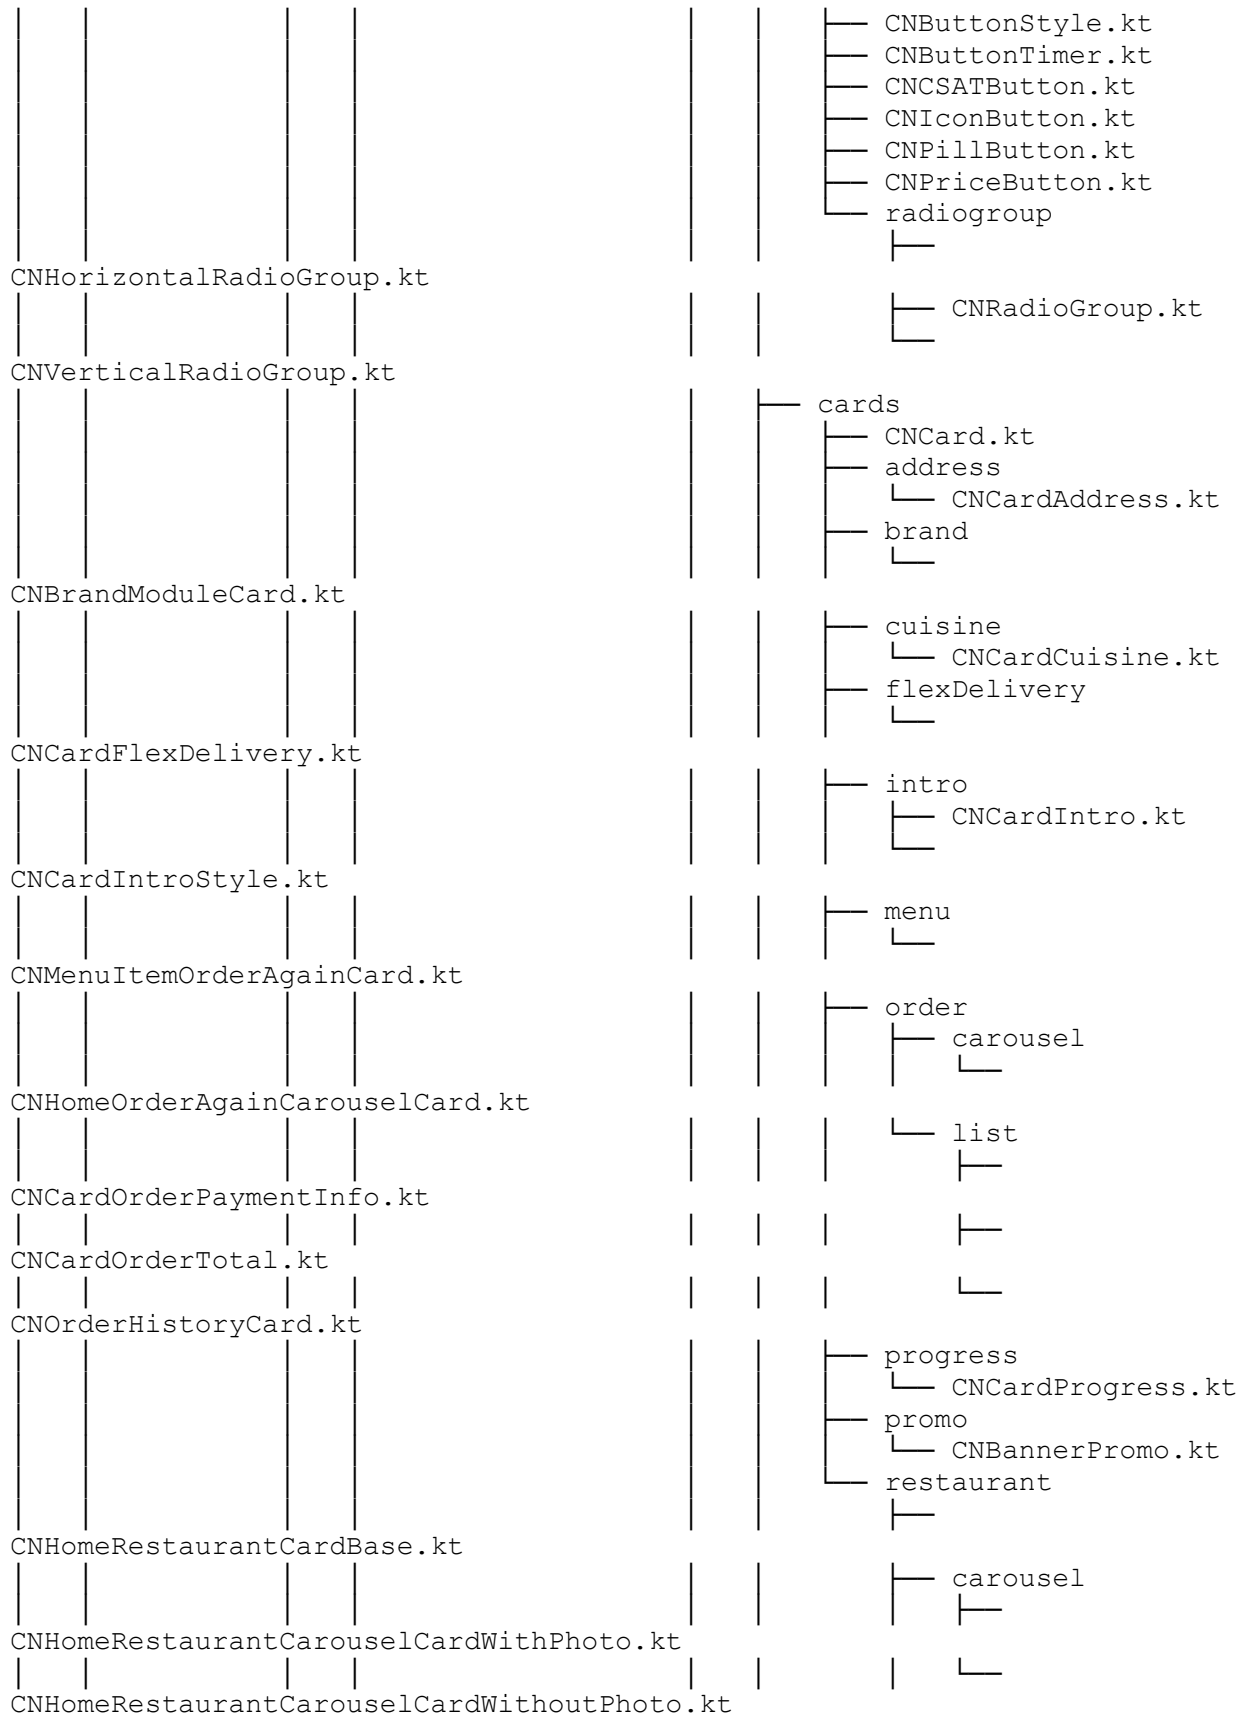 │   │           │   │                   │   │   ├── CNButtonStyle.kt
│   │           │   │                   │   │   ├── CNButtonTimer.kt
│   │           │   │                   │   │   ├── CNCSATButton.kt
│   │           │   │                   │   │   ├── CNIconButton.kt
│   │           │   │                   │   │   ├── CNPillButton.kt
│   │           │   │                   │   │   ├── CNPriceButton.kt
│   │           │   │                   │   │   └── radiogroup
│   │           │   │                   │   │       ├──
CNHorizontalRadioGroup.kt
│   │           │   │                   │   │       ├── CNRadioGroup.kt
│   │           │   │                   │   │       └──
CNVerticalRadioGroup.kt
│   │           │   │                   │   ├── cards
│   │           │   │                   │   │   ├── CNCard.kt
│   │           │   │                   │   │   ├── address
│   │           │   │                   │   │   │   └── CNCardAddress.kt
│   │           │   │                   │   │   ├── brand
│   │           │   │                   │   │   │   └──
CNBrandModuleCard.kt
│   │           │   │                   │   │   ├── cuisine
│   │           │   │                   │   │   │   └── CNCardCuisine.kt
│   │           │   │                   │   │   ├── flexDelivery
│   │           │   │                   │   │   │   └──
CNCardFlexDelivery.kt
│   │           │   │                   │   │   ├── intro
│   │           │   │                   │   │   │   ├── CNCardIntro.kt
│   │           │   │                   │   │   │   └──
CNCardIntroStyle.kt
│   │           │   │                   │   │   ├── menu
│   │           │   │                   │   │   │   └──
CNMenuItemOrderAgainCard.kt
│   │           │   │                   │   │   ├── order
│   │           │   │                   │   │   │   ├── carousel
│   │           │   │                   │   │   │   │   └──
CNHomeOrderAgainCarouselCard.kt
│   │           │   │                   │   │   │   └── list
│   │           │   │                   │   │   │       ├──
CNCardOrderPaymentInfo.kt
│   │           │   │                   │   │   │       ├──
CNCardOrderTotal.kt
│   │           │   │                   │   │   │       └──
CNOrderHistoryCard.kt
│   │           │   │                   │   │   ├── progress
│   │           │   │                   │   │   │   └── CNCardProgress.kt
│   │           │   │                   │   │   ├── promo
│   │           │   │                   │   │   │   └── CNBannerPromo.kt
│   │           │   │                   │   │   └── restaurant
│   │           │   │                   │   │       ├──
CNHomeRestaurantCardBase.kt
│   │           │   │                   │   │       ├── carousel
│   │           │   │                   │   │       │   ├──
CNHomeRestaurantCarouselCardWithPhoto.kt
│   │           │   │                   │   │       │   └──
CNHomeRestaurantCarouselCardWithoutPhoto.kt